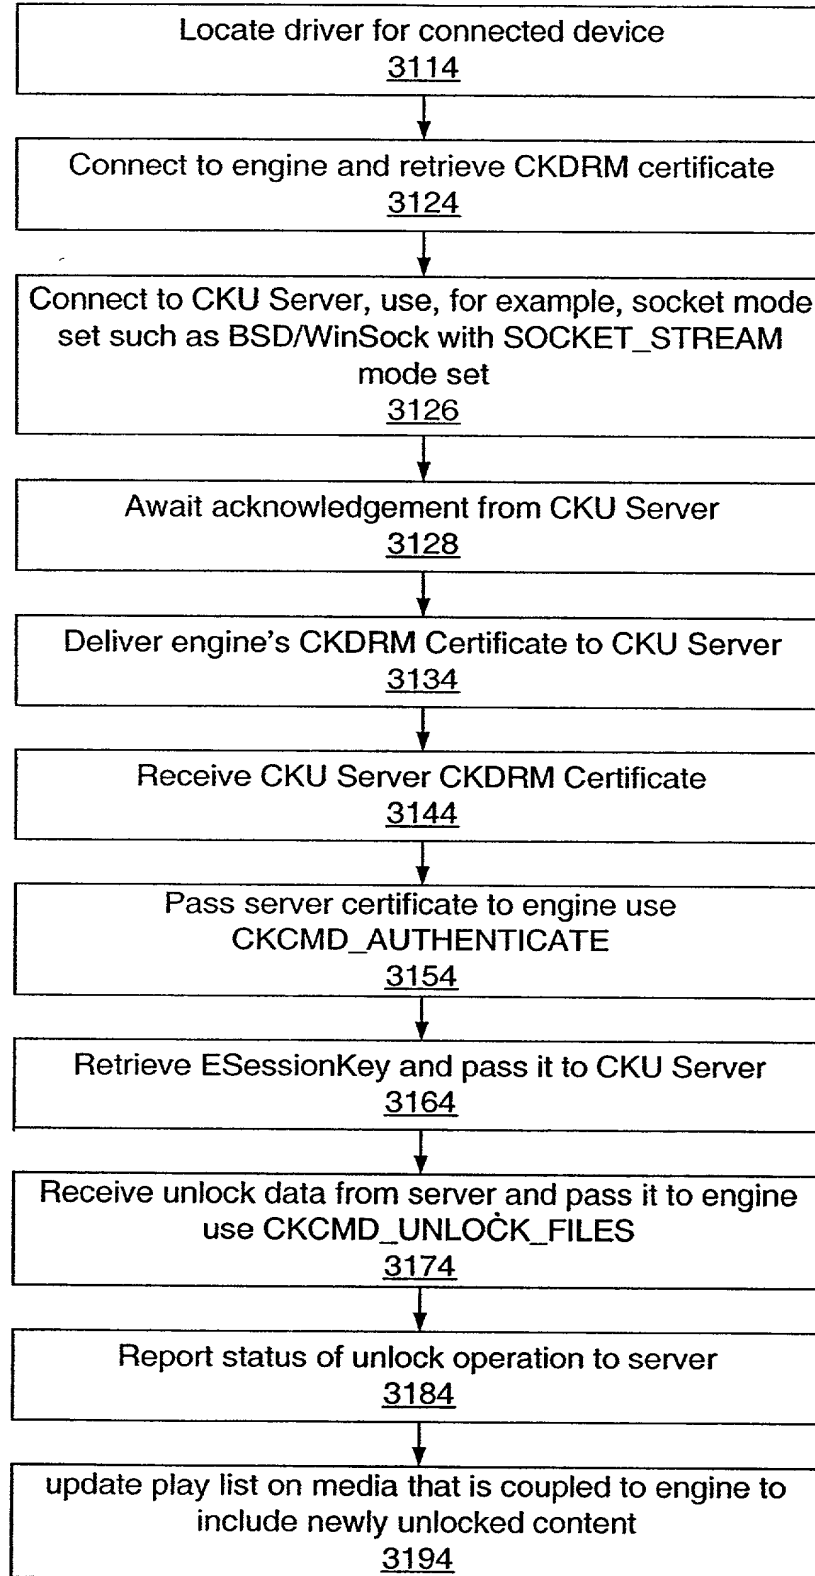 Locate driver for connected device
3114
Connect to engine and retrieve CKDRM certificate
3124
Connect to CKU Server, use, for example, socket mode
set such as BSD/WinSock with SOCKET_STREAM
mode set
3126
Await acknowledgement from CKU Server
3128
Deliver engine's CKDRM Certificate to CKU Server
3134
Receive CKU Server CKDRM Certificate
3144
Pass server certificate to engine use
CKCMD_AUTHENTICATE
3154
Retrieve ESessionKey and pass it to CKU Server
3164
Receive unlock data from server and pass it to engine
use CKCMD_UNLOCK_FILES
3174
Report status of unlock operation to server
3184
update play list on media that is coupled to engine to
include newly unlocked content
3194